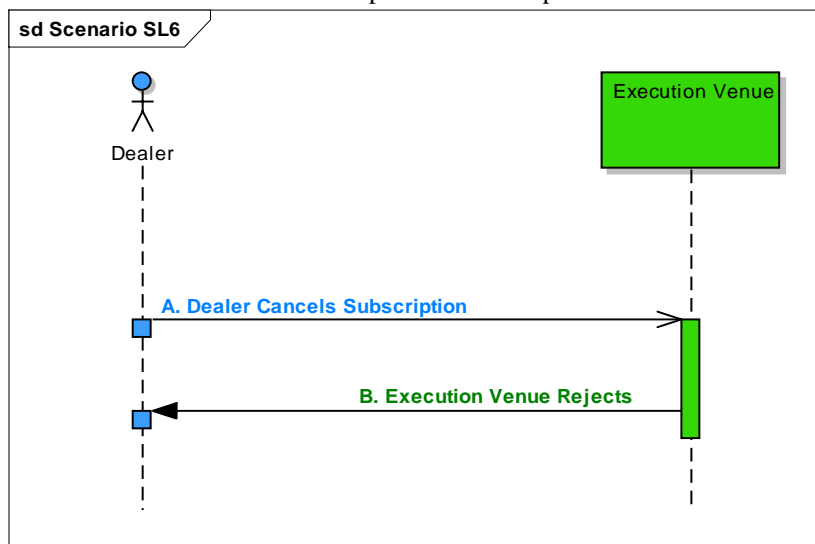 sd Scenario SL6
Execution Venue
Dealer
A. Dealer Cancels Subscription
B. Execution Venue Rejects